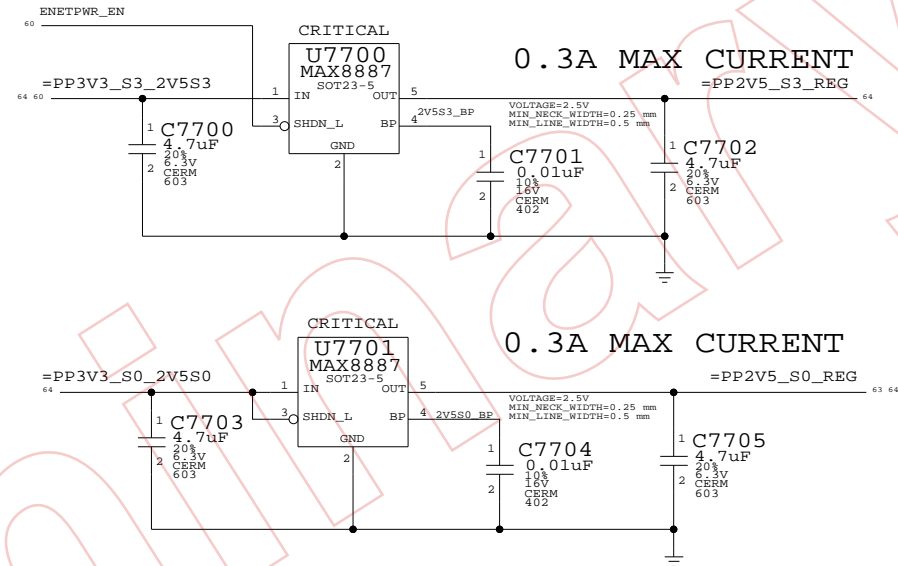 ENETPWR_EN
60
CRITICAL
U7700
MAX8887
SOT23-5
0.3A MAX CURRENT
=PP3V3_S3_2V5S3
=PP2V5_S3_REG
64 60
1 IN
OUT 5
64
VOLTAGE=2.5V
MIN_NECK_WIDTH=0.25 mm
MIN_LINE_WIDTH=0.5 mm
3 SHDN_L
BP 4 2V5S3_BP
GND
2
1 C7700
4.7uF
20%
6.3V
2 CERM
603
1 C7701
0.01uF
10%
16V
2 CERM
402
1 C7702
4.7uF
20%
6.3V
2 CERM
603
CRITICAL
U7701
MAX8887
SOT23-5
0.3A MAX CURRENT
=PP3V3_S0_2V5S0
=PP2V5_S0_REG
64
1 IN
OUT 5
63 64
VOLTAGE=2.5V
MIN_NECK_WIDTH=0.25 mm
MIN_LINE_WIDTH=0.5 mm
3 SHDN_L
BP 4 2V5S0_BP
GND
2
1 C7703
4.7uF
20%
6.3V
2 CERM
603
1 C7704
0.01uF
10%
16V
2 CERM
402
1 C7705
4.7uF
20%
6.3V
2 CERM
603
inary